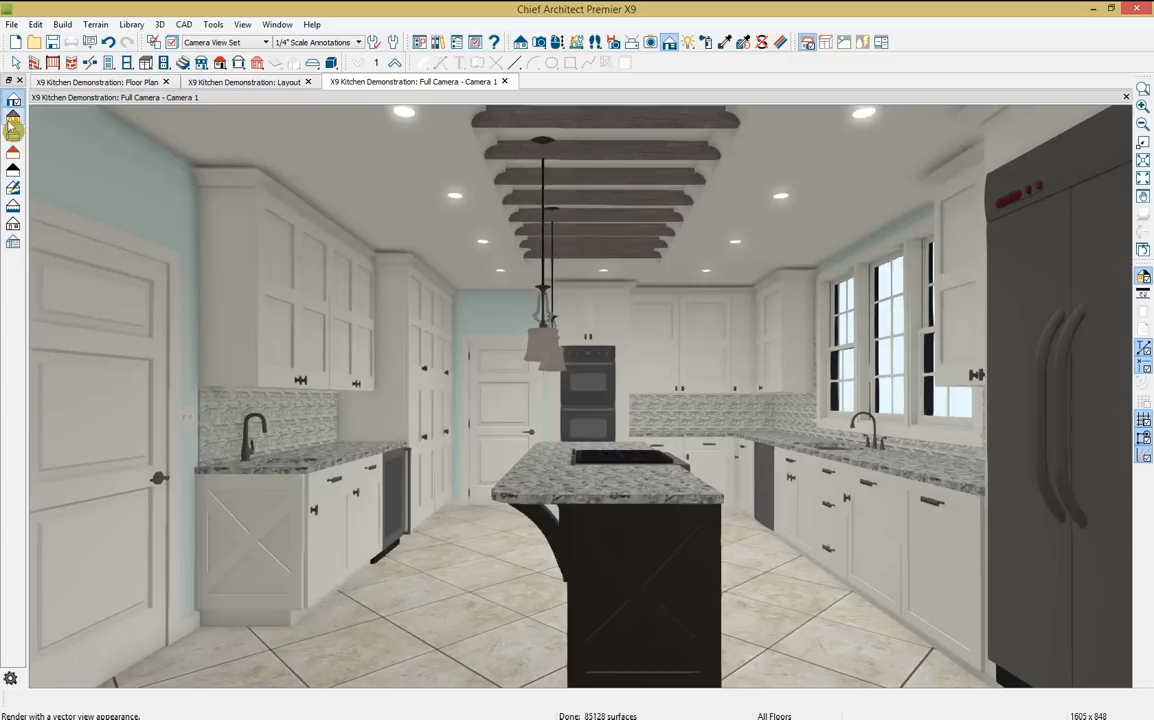 Chief Architect Premier X9
File Edit Build Terrain Library 3D CAD Tools View Window Help
Camera View Set 1/4" Scale Annotations
1
X9 Kitchen Demonstration: Floor Plan X9 Kitchen Demonstration: Layout X9 Kitchen Demonstration: Full Camera - Camera 1
X9 Kitchen Demonstration: Full Camera - Camera 1
Render with a vector view appearance. Done: 85128 surfaces All Floors 1605 x 848